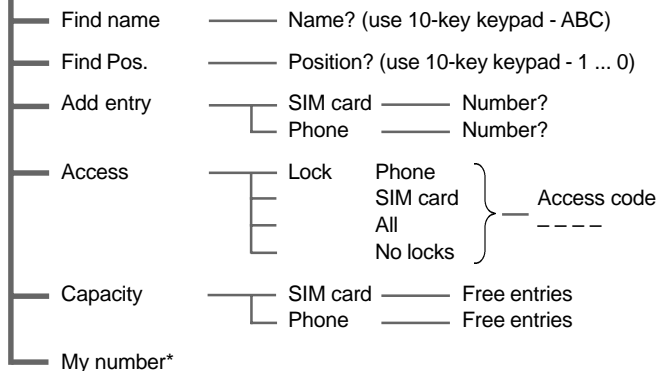 Find name Name? (use 10-key keypad - ABC)
Find Pos. Position? (use 10-key keypad - 1 ... 0)
Add entry SIM card Number?
Phone Number?
Access Lock Phone
SIM card Access code
All – – – –
No locks
Capacity SIM card Free entries
Phone Free entries
My number*